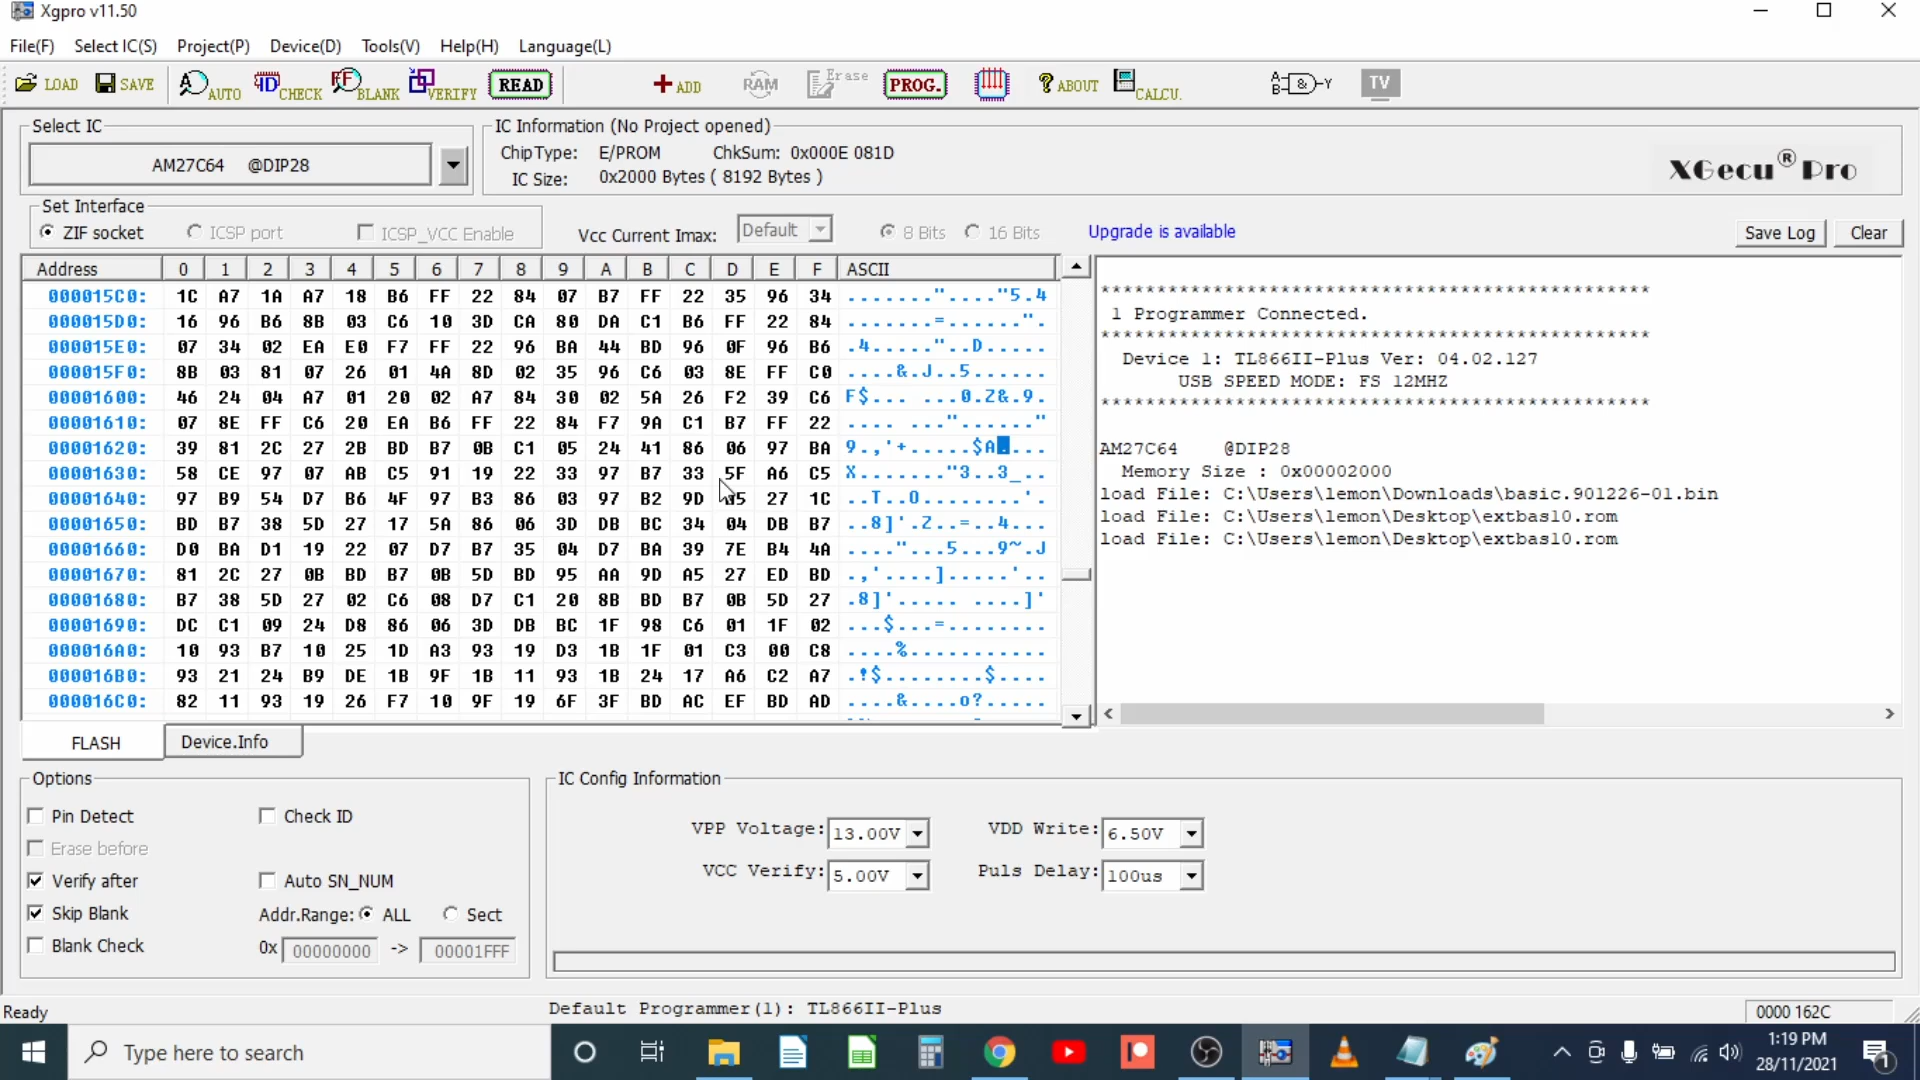 Xgpro v11.50
File(F) Select IC(S) Project(P) Device(D) Tools(V) Help(H) Language(L)
LOAD SAVE AUTO CHECK BLANK VERIFY READ ADD RAM Erase PROG. ? ABOUT CALCU. TV
Select IC
AM27C64 @DIP28
IC Information (No Project opened)
ChipType: E/PROM ChkSum: 0x000E 081D
IC Size: 0x2000 Bytes ( 8192 Bytes )
XGecu® Pro
Set Interface
ZIF socket ICSP port ICSP_VCC Enable
Vcc Current Imax: Default 8 Bits 16 Bits
Upgrade is available
Save Log Clear
Address 0 1 2 3 4 5 6 7 8 9 A B C D E F ASCII
000015C0: 1C A7 1A A7 18 B6 FF 22 84 07 B7 FF 22 35 96 34 ......."...."5.4
000015D0: 16 96 B6 8B 03 C6 10 3D CA 80 DA C1 B6 FF 22 84 .......=......".
000015E0: 07 34 02 EA E0 F7 FF 22 96 BA 44 BD 96 0F 96 B6 .4....."..D.....
000015F0: 8B 03 81 07 26 01 4A 8D 02 35 96 C6 03 8E FF C0 ....&.J..5......
00001600: 46 24 04 A7 01 20 02 A7 84 30 02 5A 26 F2 39 C6 F$... ...0.Z&.9.
00001610: 07 8E FF C6 20 EA B6 FF 22 84 F7 9A C1 B7 FF 22 .... ..."......"
00001620: 39 81 2C 27 2B BD B7 0B C1 05 24 41 86 06 97 BA 9.,'+.....$A....
00001630: 58 CE 97 07 AB C5 91 19 22 33 97 B7 33 5F A6 C5 X......."3..3_..
00001640: 97 B9 54 D7 B6 4F 97 B3 86 03 97 B2 9D 15 27 1C ..T..O........'.
00001650: BD B7 38 5D 27 17 5A 86 06 3D DB BC 34 04 DB B7 ..8]'.Z..=..4...
00001660: D0 BA D1 19 22 07 D7 B7 35 04 D7 BA 39 7E B4 4A ...."...5...9~.J
00001670: 81 2C 27 0B BD B7 0B 5D BD 95 AA 9D A5 27 ED BD .,'....].....'..
00001680: B7 38 5D 27 02 C6 08 D7 C1 20 8B BD B7 0B 5D 27 .8]'..... ....]'
00001690: DC C1 09 24 D8 86 06 3D DB BC 1F 98 C6 01 1F 02 ...$...=........
000016A0: 10 93 B7 10 25 1D A3 93 19 D3 1B 1F 01 C3 00 C8 ....%...........
000016B0: 93 21 24 B9 DE 1B 9F 1B 11 93 1B 24 17 A6 C2 A7 .!$........$....
000016C0: 82 11 93 19 26 F7 10 9F 19 6F 3F BD AC EF BD AD ....&....o?.....
*************************************************
1 Programmer Connected.
*************************************************
Device 1: TL866II-Plus Ver: 04.02.127
USB SPEED MODE: FS 12MHZ
*************************************************
AM27C64 @DIP28
Memory Size : 0x00002000
load File: C:\Users\lemon\Downloads\basic.901226-01.bin
load File: C:\Users\lemon\Desktop\extbas10.rom
load File: C:\Users\lemon\Desktop\extbas10.rom
FLASH Device.Info
Options
Pin Detect Check ID
Erase before
Verify after Auto SN_NUM
Skip Blank Addr.Range: ALL Sect
Blank Check 0x 00000000 -> 00001FFF
IC Config Information
VPP Voltage: 13.00V VDD Write: 6.50V
VCC Verify: 5.00V Puls Delay: 100us
Ready Default Programmer(1): TL866II-Plus 0000 162C
Type here to search
1:19 PM
28/11/2021
1